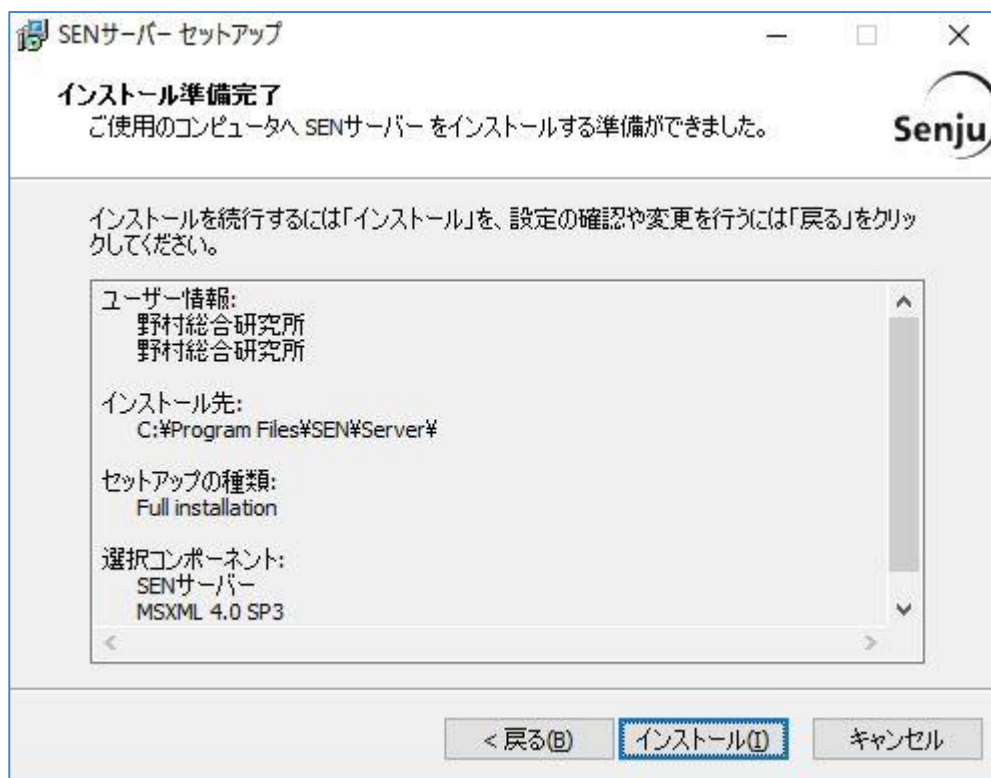 SENサーバー セットアップ
インストール準備完了
ご使用のコンピュータへ SENサーバー をインストールする準備ができました。
Senju
インストールを続行するには「インストール」を、設定の確認や変更を行うには「戻る」をクリッ
クしてください。
ユーザー情報:
野村総合研究所
野村総合研究所
インストール先:
C:¥Program Files¥SEN¥Server¥
セットアップの種類:
Full installation
選択コンポーネント:
SENサーバー
MSXML 4.0 SP3
< 戻る(B)
インストール(I)
キャンセル